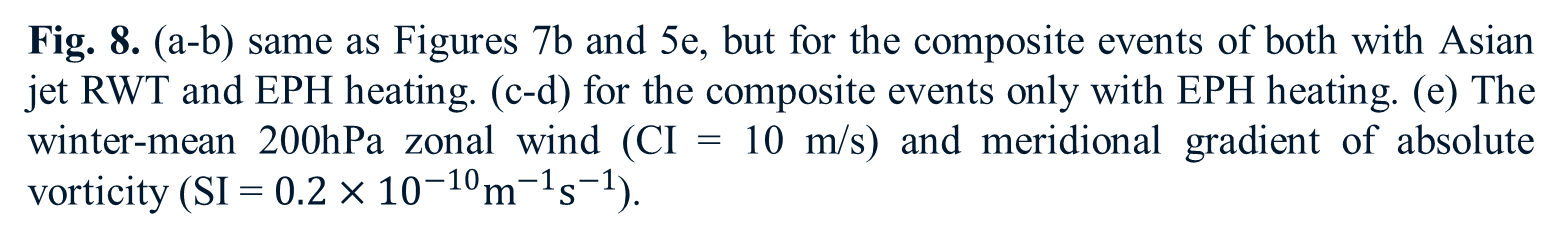 Fig. 8. (a-b) same as Figures 7b and 5e, but for the composite events of both with Asian
jet RWT and EPH heating. (c-d) for the composite events only with EPH heating. (e) The
winter-mean 200hPa zonal wind (CI = 10 m/s) and meridional gradient of absolute
vorticity (SI = 0.2 × 10⁻¹⁰m⁻¹s⁻¹).